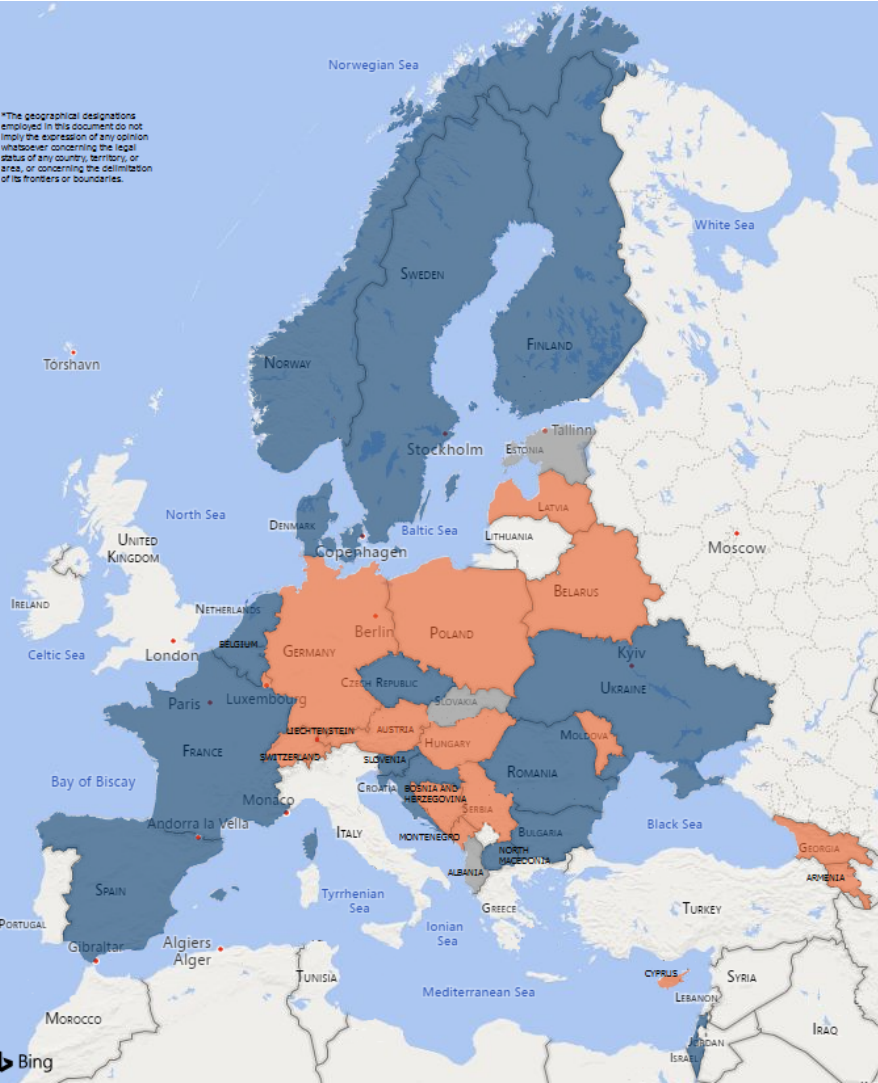 Norwegian Sea
*The geographical designations
employed in this document do not
imply the expression of any opinion
whatsoever concerning the legal
status of any country, territory, or
area, or concerning the delimitation
of its frontiers or boundaries.
White Sea
SWEDEN
FINLAND
NORWAY
Tórshavn
Tallinn
Stockholm
ESTONIA
LATVIA
North Sea
DENMARK
Baltic Sea
LITHUANIA
UNITED
KINGDOM
Copenhagen
Moscow
BELARUS
IRELAND
NETHERLANDS
Berlin
POLAND
BELGIUM
GERMANY
Celtic Sea
London
Kyiv
CZECH REPUBLIC
UKRAINE
Paris
Luxembourg
SLOVAKIA
LIECHTENSTEIN
AUSTRIA
MOLDOVA
HUNGARY
FRANCE
SWITZERLAND
SLOVENIA
ROMANIA
Bay of Biscay
CROATIA
BOSNIA AND
HERZEGOVINA
Monaco
SERBIA
Andorra la Vella
ITALY
MONTENEGRO
BULGARIA
Black Sea
NORTH
MACEDONIA
GEORGIA
ALBANIA
ARMENIA
SPAIN
Tyrrhenian
Sea
GREECE
TURKEY
PORTUGAL
Ionian
Sea
Gibraltar
Algiers
Alger
TUNISIA
CYPRUS
SYRIA
Mediterranean Sea
LEBANON
MOROCCO
IRAQ
JORDAN
ISRAEL
Bing